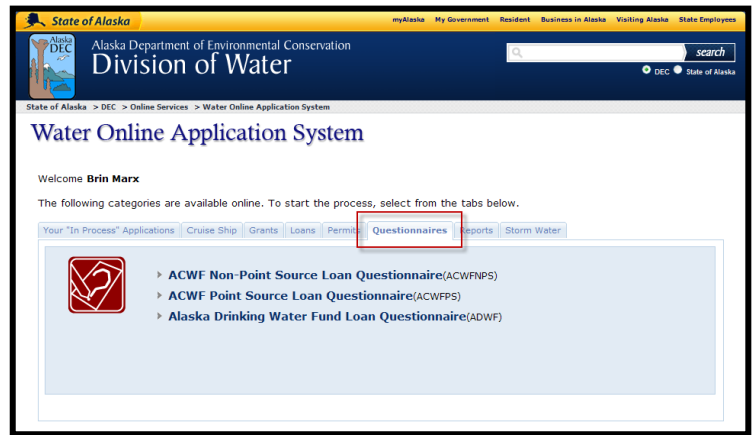 State of Alaska
myAlaska My Government Resident Business in Alaska Visiting Alaska State Employees
Alaska
DEC
Alaska Department of Environmental Conservation
Division of Water
search
DEC State of Alaska
State of Alaska > DEC > Online Services > Water Online Application System
Water Online Application System
Welcome Brin Marx
The following categories are available online. To start the process, select from the tabs below.
Your "In Process" Applications Cruise Ship Grants Loans Permits Questionnaires Reports Storm Water
ACWF Non-Point Source Loan Questionnaire(ACWFNPS)
ACWF Point Source Loan Questionnaire(ACWFPS)
Alaska Drinking Water Fund Loan Questionnaire(ADWF)